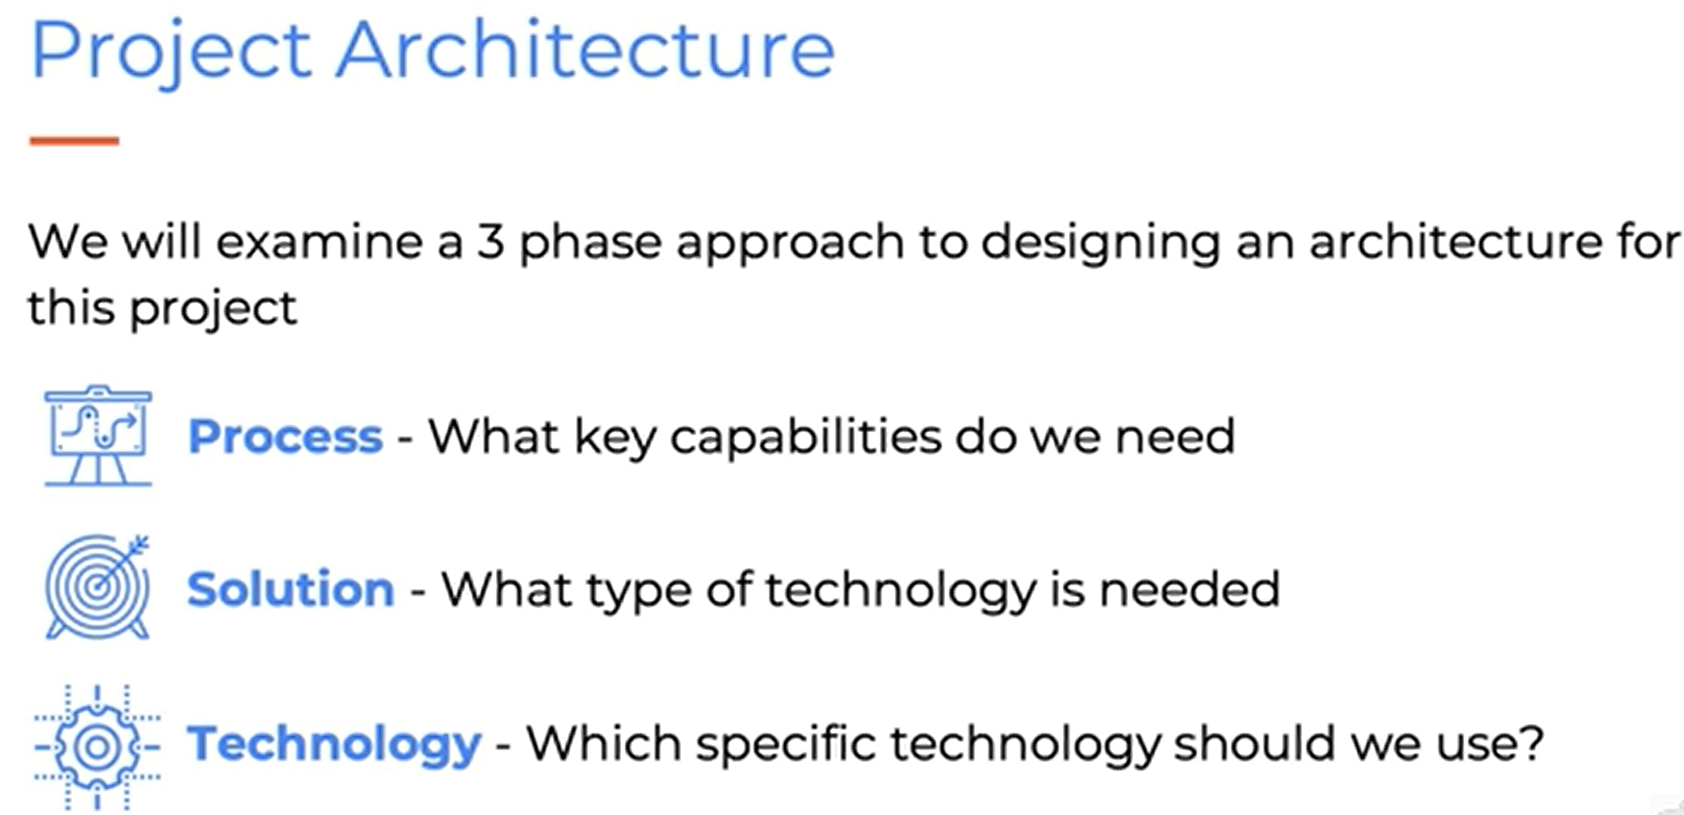 Project Architecture
We will examine a 3 phase approach to designing an architecture for
this project
Process - What key capabilities do we need
Solution - What type of technology is needed
Technology - Which specific technology should we use?